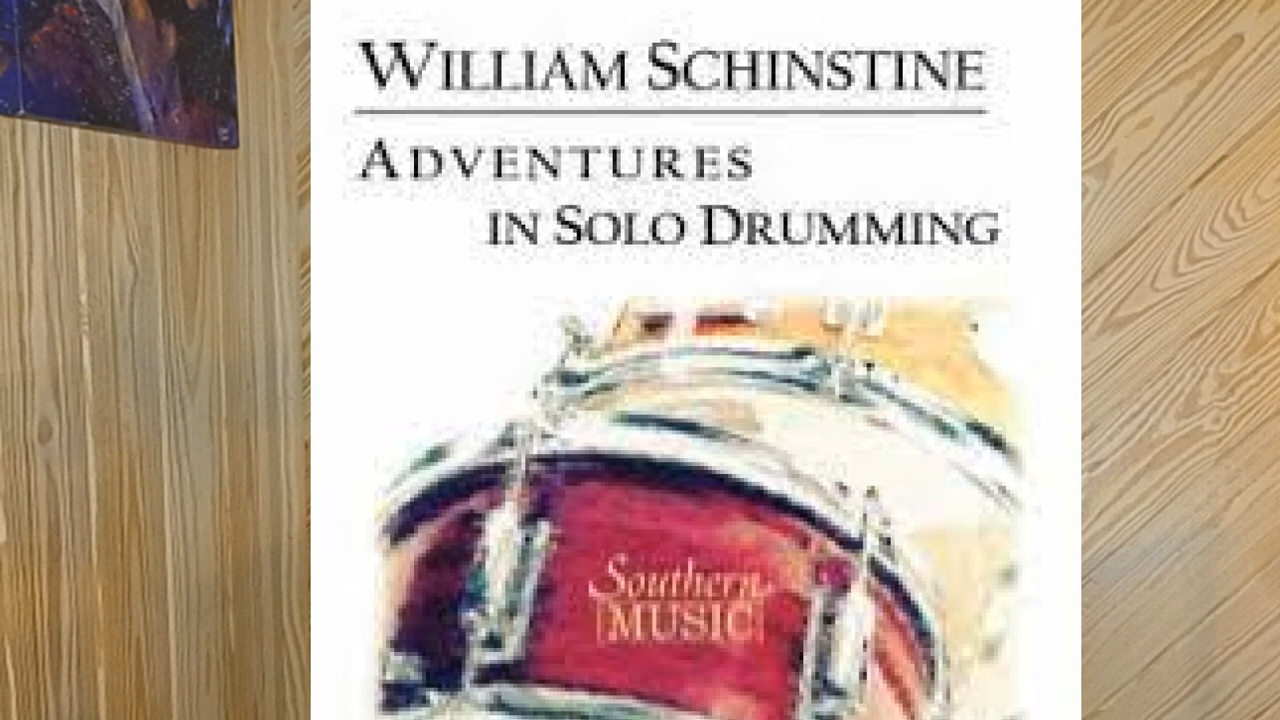 WILLIAM SCHINSTINE
ADVENTURES
IN SOLO DRUMMING
Southern
MUSIC